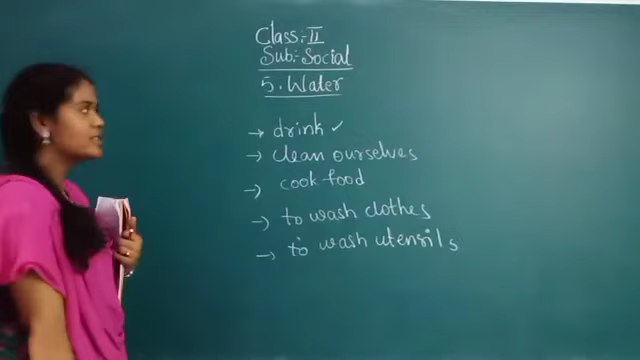 Class:- II
Sub:- Social
5. Water
→ drink ✓
→ clean ourselves
→ cook food
→ to wash clothes
→ to wash utensils